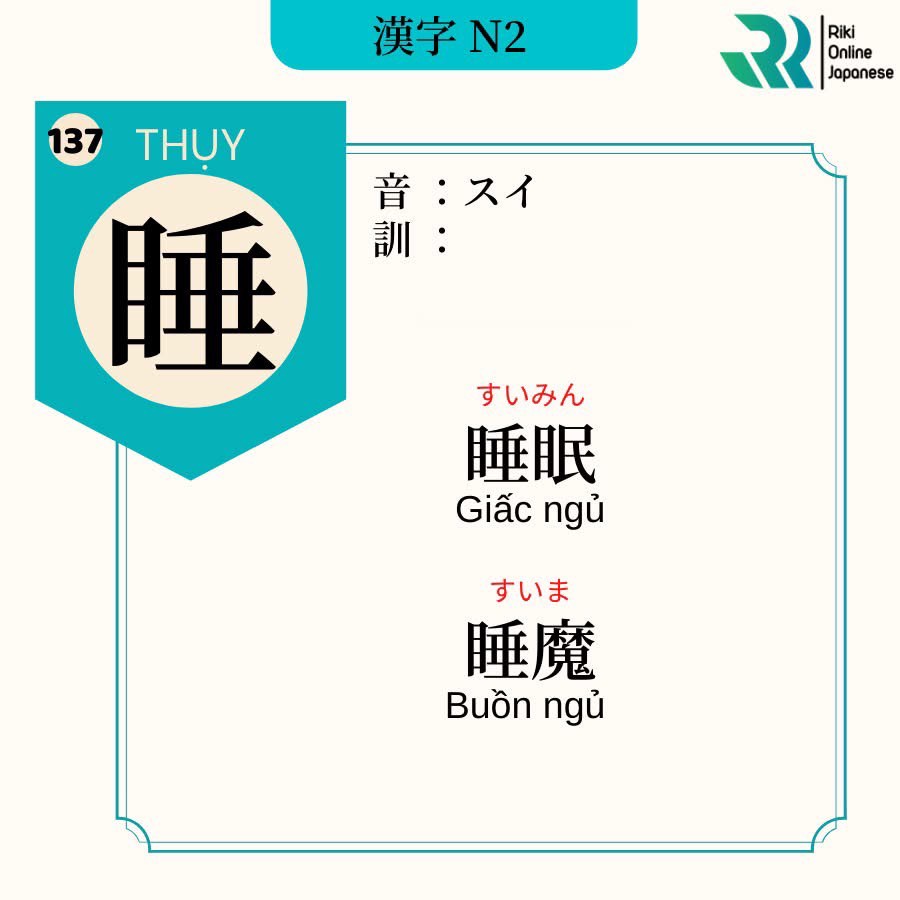 漢字 N2
Riki
Online
Japanese
137
THỤY
睡
音 ：スイ
訓 ：
すいみん
睡眠
Giấc ngủ
すいま
睡魔
Buồn ngủ